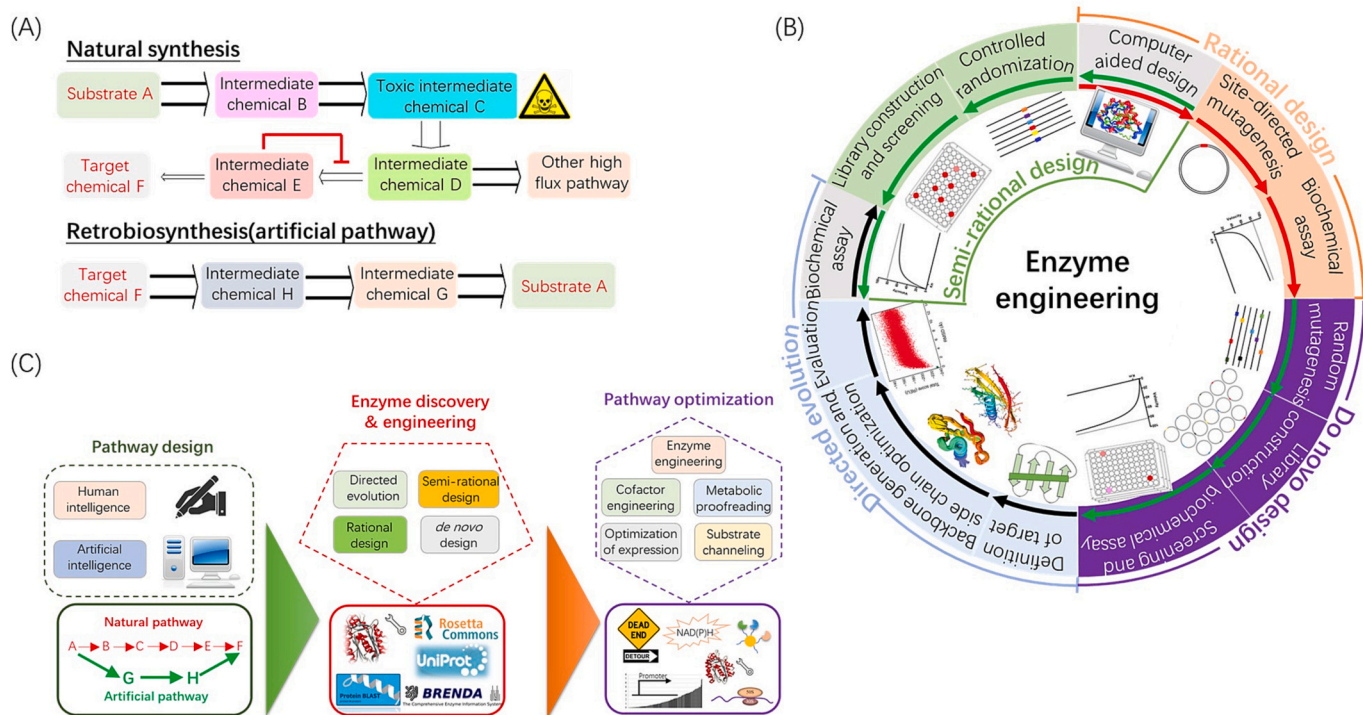 (A)
Natural synthesis
Substrate A
Intermediate
chemical B
Toxic intermediate
chemical C
Target
chemical F
Intermediate
chemical E
Intermediate
chemical D
Other high
flux pathway
Retrobiosynthesis(artificial pathway)
Target
chemical F
Intermediate
chemical H
Intermediate
chemical G
Substrate A
(B)
Rational design
Computer
aided design
Site-directed
mutagenesis
Biochemical
assay
Controlled
randomization
Library construction
and screening
Biochemical
assay
Semi-rational design
Enzyme
engineering
Random
mutagenesis
Library
construction
Screening and
biochemical assay
Do novo design
Definition
of target
Backbone generation and
side chain optimization
Evaluation
Directed evolution
(C)
Pathway design
Human
intelligence
Artificial
intelligence
Natural pathway
A B C D E F
G H
Artificial pathway
Enzyme discovery
& engineering
Directed
evolution
Semi-rational
design
Rational
design
de novo
design
Rosetta
Commons
UniProt
Protein BLAST
BRENDA
The Comprehensive Enzyme Information System
Pathway optimization
Enzyme
engineering
Cofactor
engineering
Metabolic
proofreading
Optimization
of expression
Substrate
channeling
DEAD
END
DETOUR
NAD(P)H
Promoter